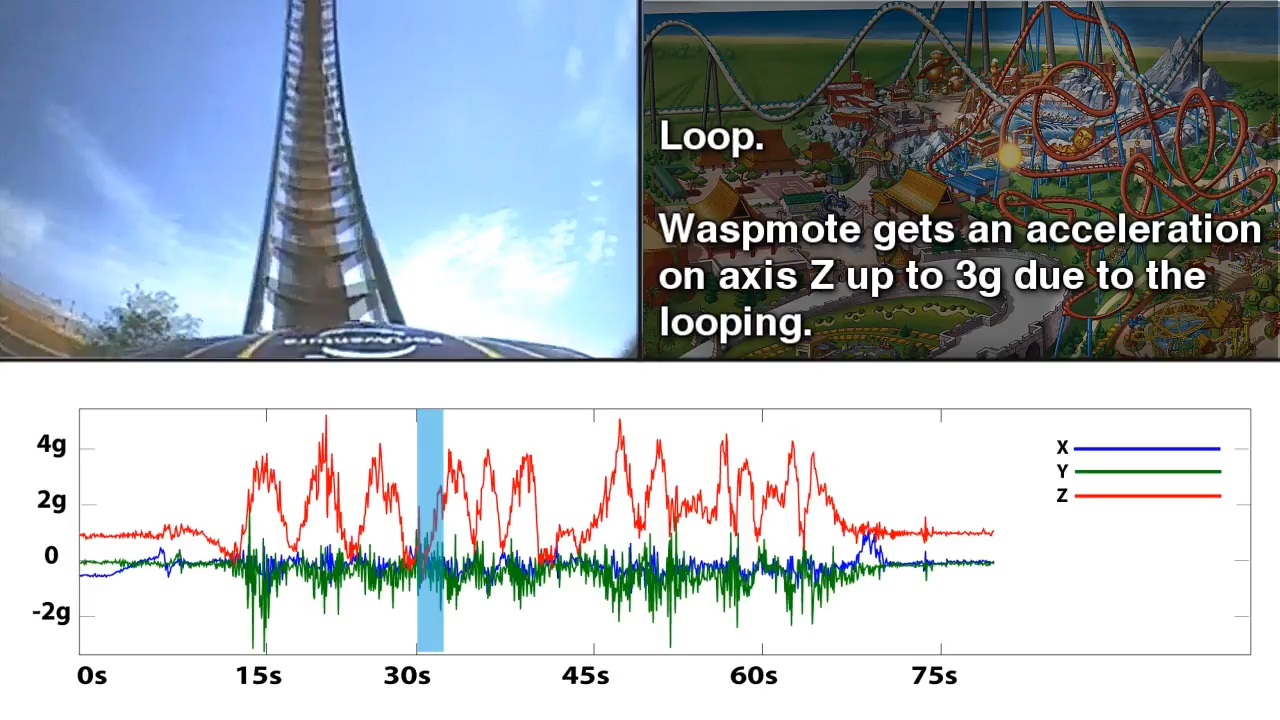 Loop.
Waspmote gets an acceleration
on axis Z up to 3g due to the
looping.
4g
2g
0
-2g
X
Y
Z
0s
15s
30s
45s
60s
75s